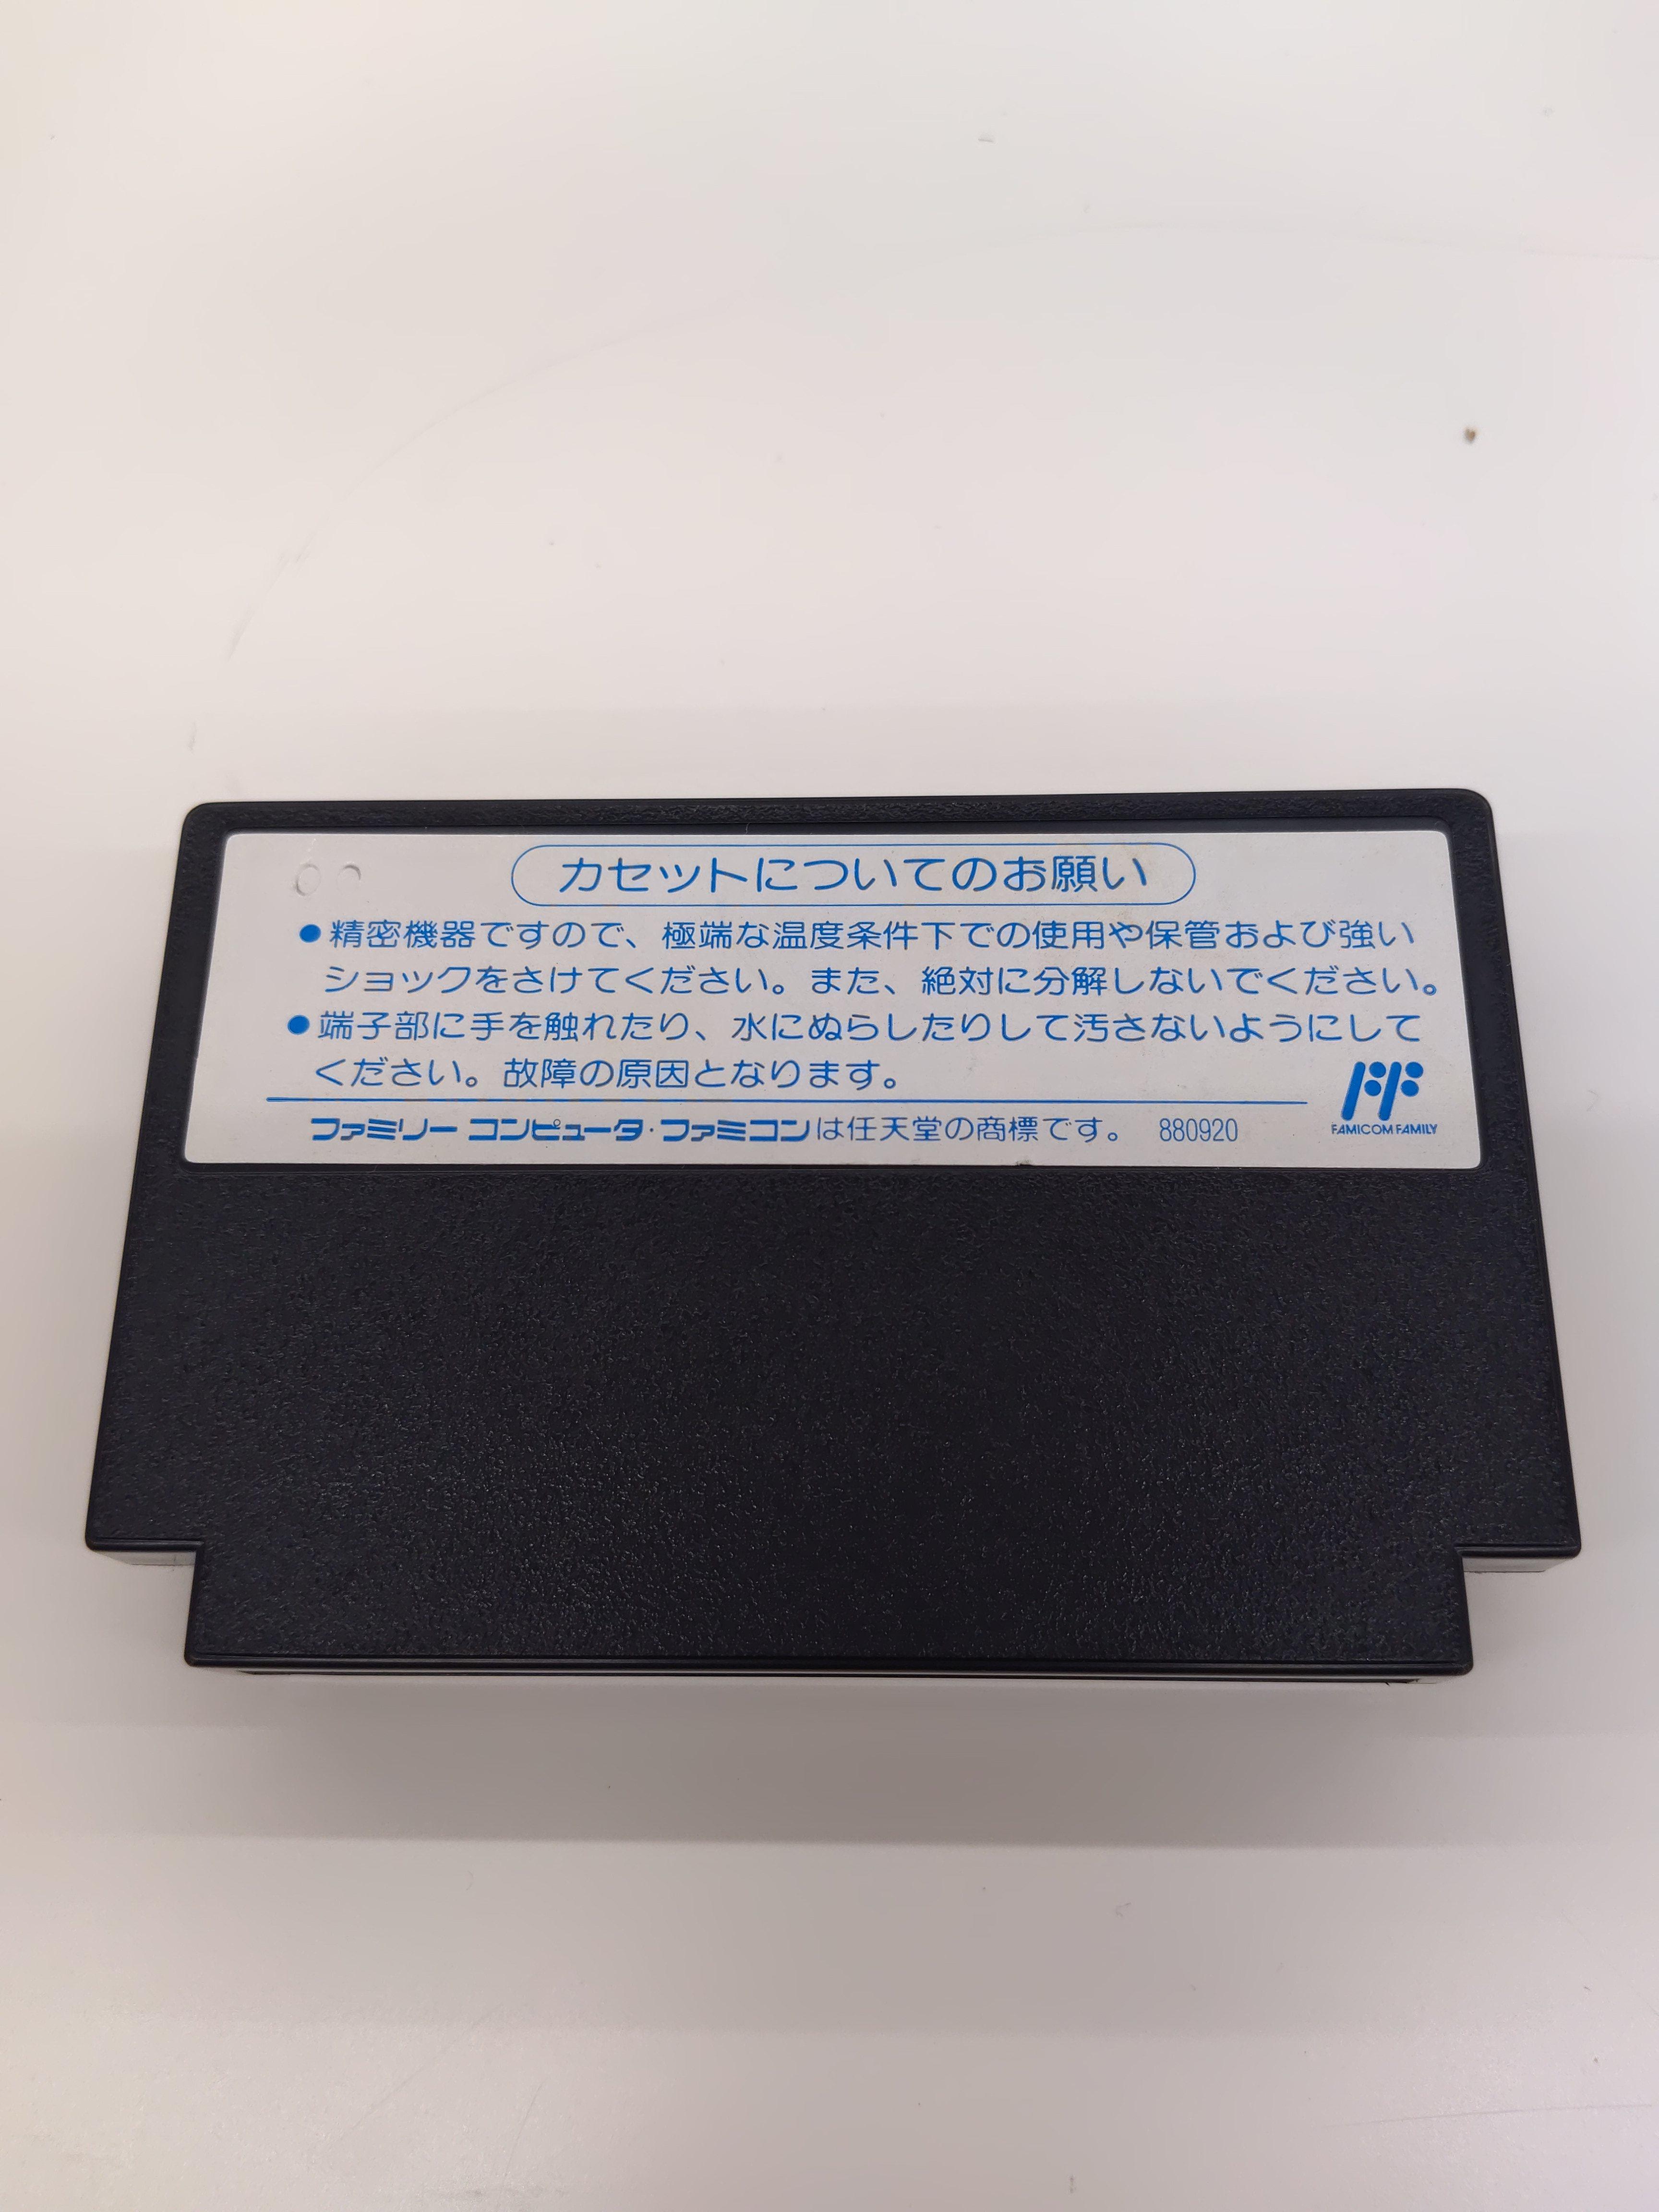 カセットについてのお願い
●精密機器ですので、極端な温度条件下での使用や保管および強い
ショックをさけてください。また、絶対に分解しないでください。
●端子部に手を触れたり、水にぬらしたりして汚さないようにして
ください。故障の原因となります。
ファミリー コンピュータ・ファミコンは任天堂の商標です。 880920
FAMICOM FAMILY